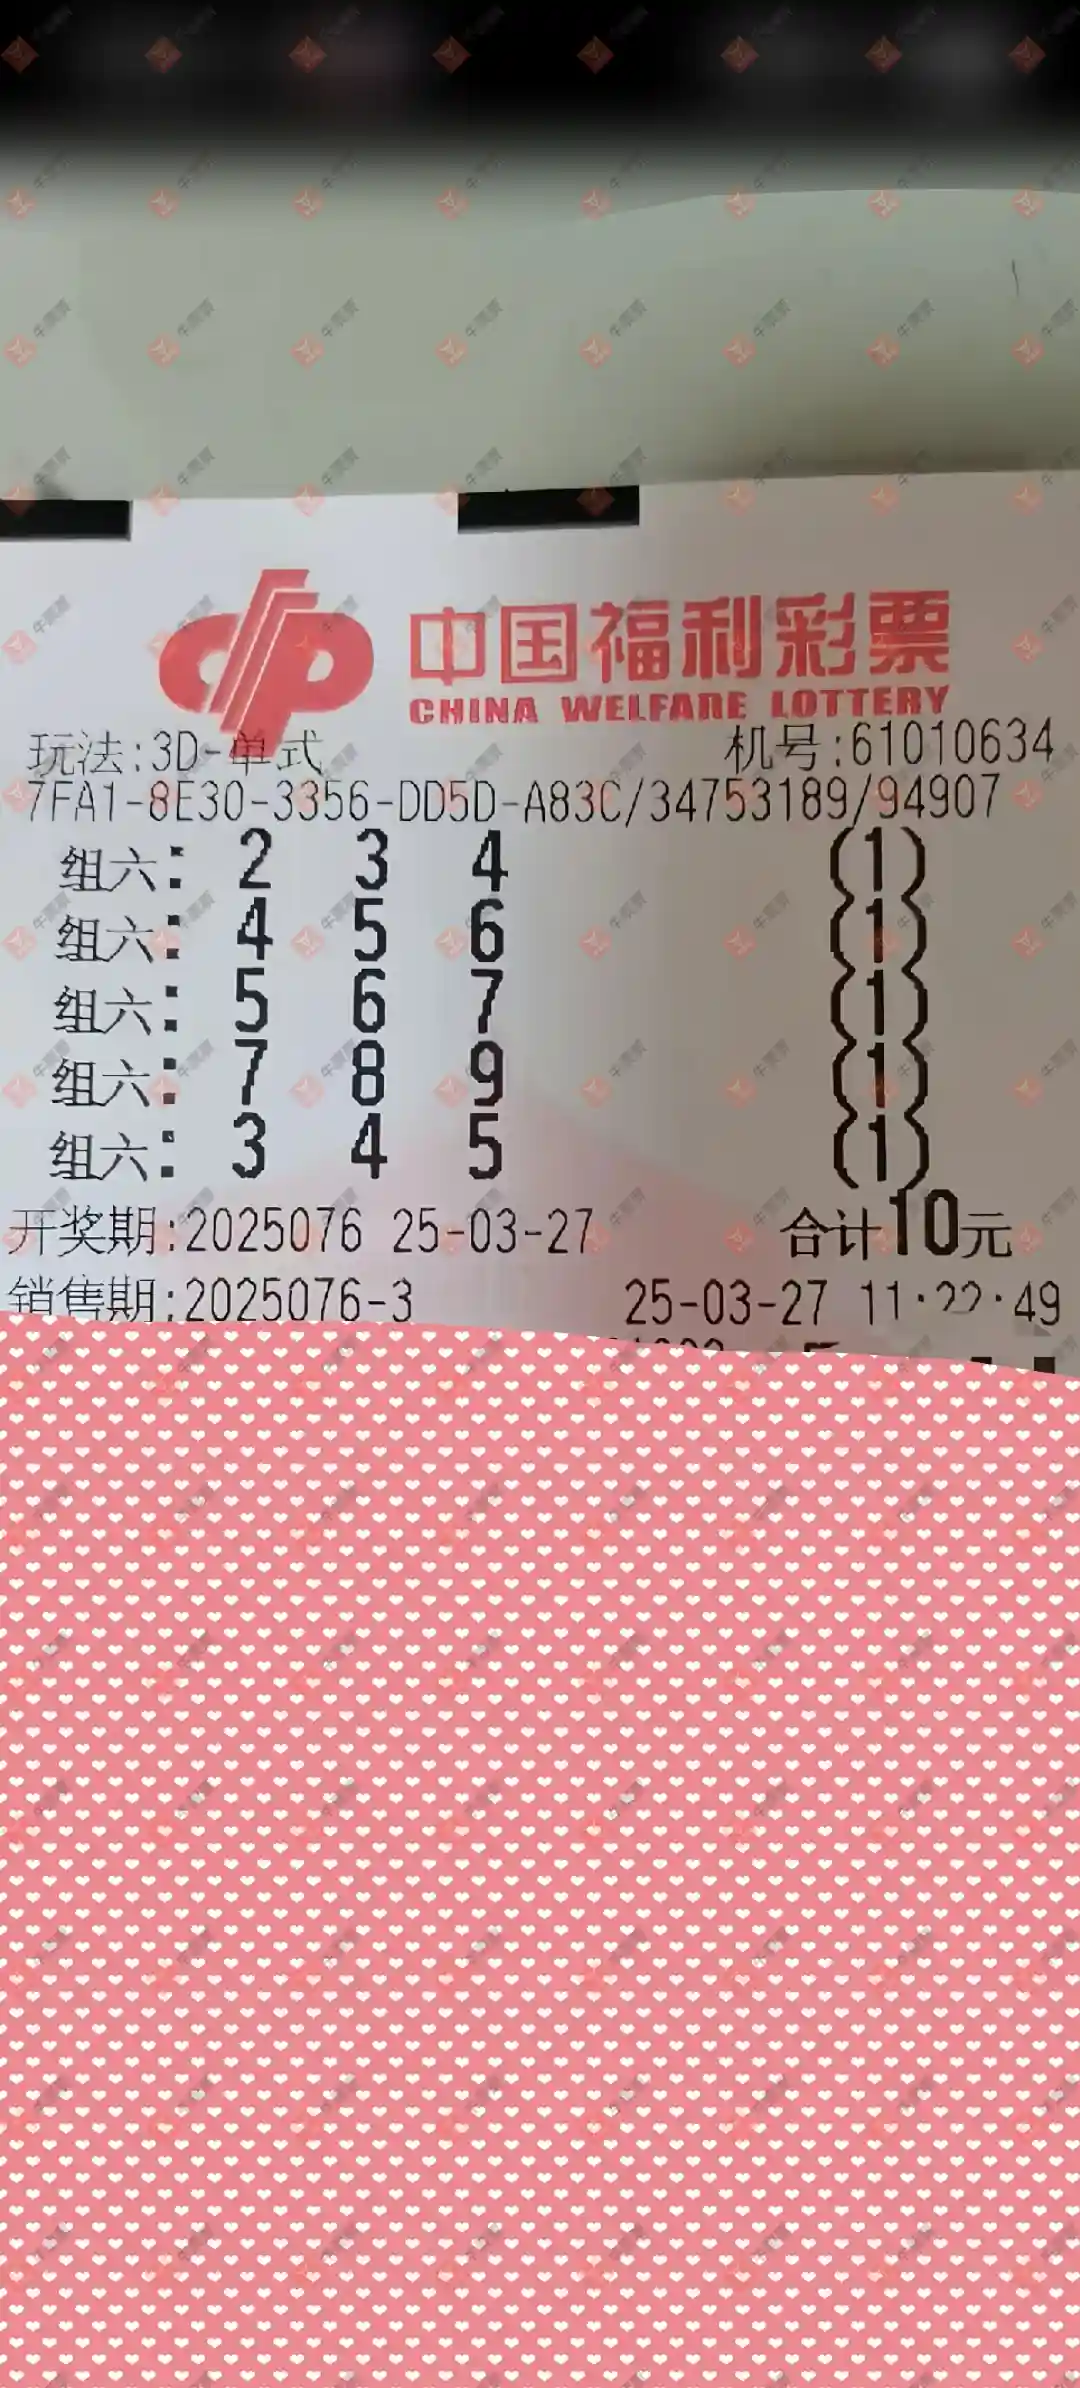 中国福利彩票
CHINA WELFARE LOTTERY
玩法:3D-单式 机号:61010634
7FA1-8E30-3356-DD5D-A83C/34753189/94907
组六: 2 3 4 (1)
组六: 4 5 6 (1)
组六: 5 6 7 (1)
组六: 7 8 9 (1)
组六: 3 4 5 (1)
开奖期:2025076 25-03-27 合计10元
销售期:2025076-3 25-03-27 11:22:49